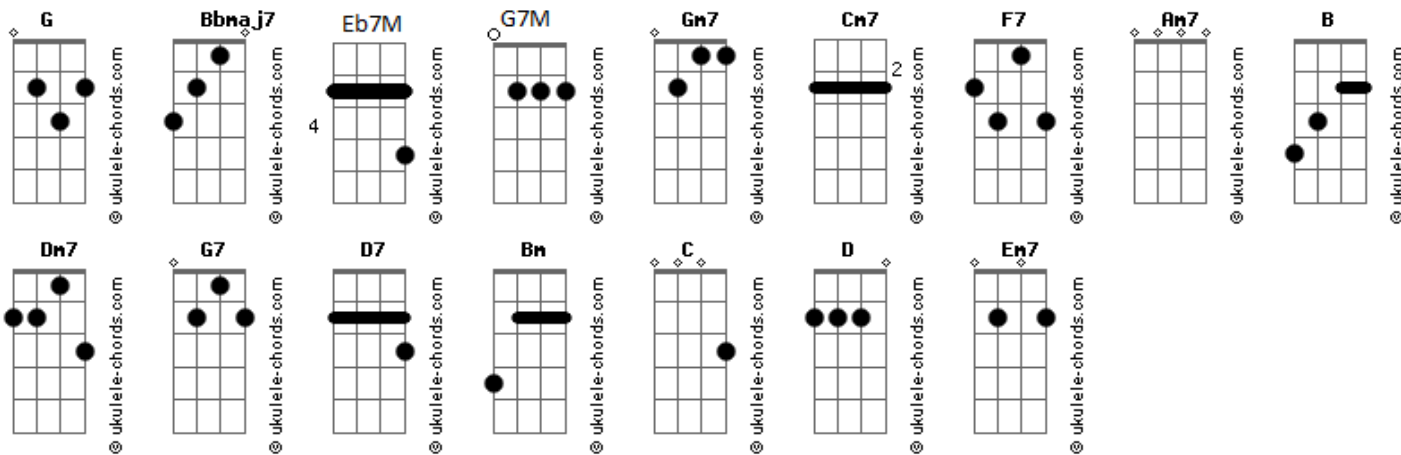 G Bbmaj7 Eb7M G7M Gm7 Cm7 F7 Am7 B
© ukulele-chords.com © ukulele-chords.com © ukulele-chords.com © ukulele-chords.com © ukulele-chords.com © ukulele-chords.com © ukulele-chords.com © ukulele-chords.com © ukulele-chords.com
4 2
Dm7 G7 D7 Bm C D Em7
© ukulele-chords.com © ukulele-chords.com © ukulele-chords.com © ukulele-chords.com © ukulele-chords.com © ukulele-chords.com © ukulele-chords.com